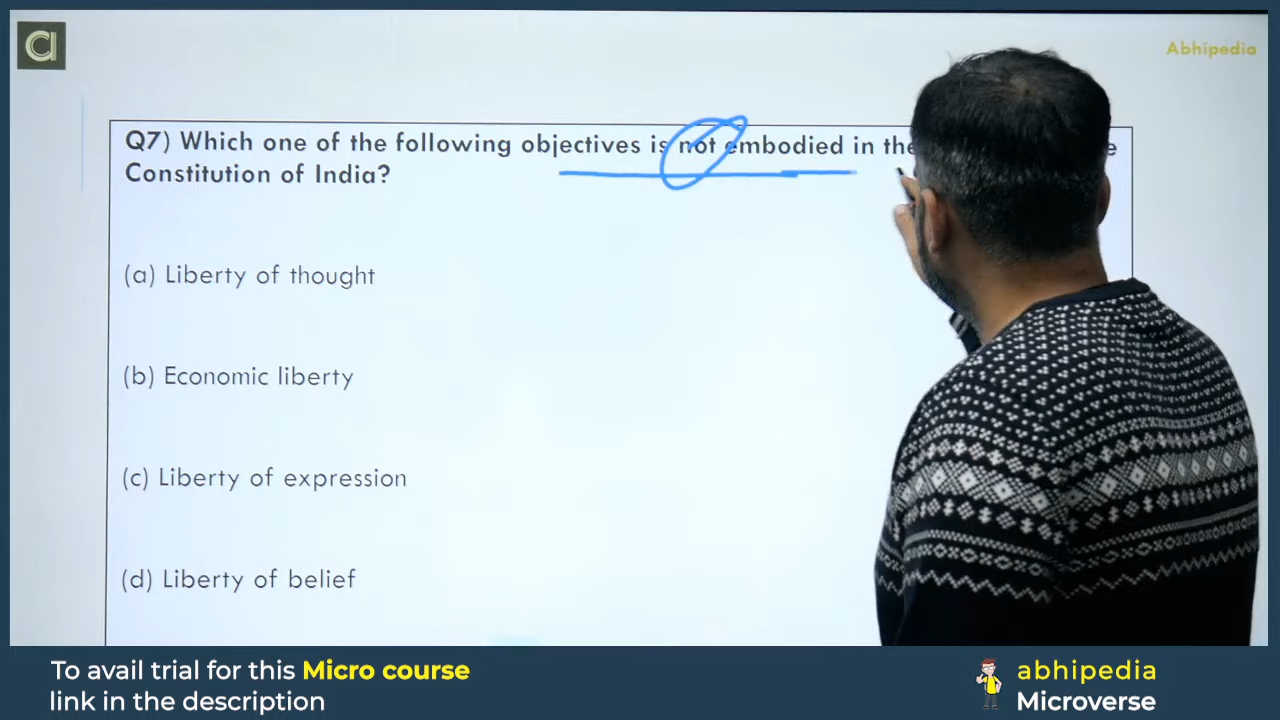 Abhipedia
Q7) Which one of the following objectives is not embodied in the
Constitution of India?
(a) Liberty of thought
(b) Economic liberty
(c) Liberty of expression
(d) Liberty of belief
To avail trial for this Micro course
link in the description
abhipedia
Microverse